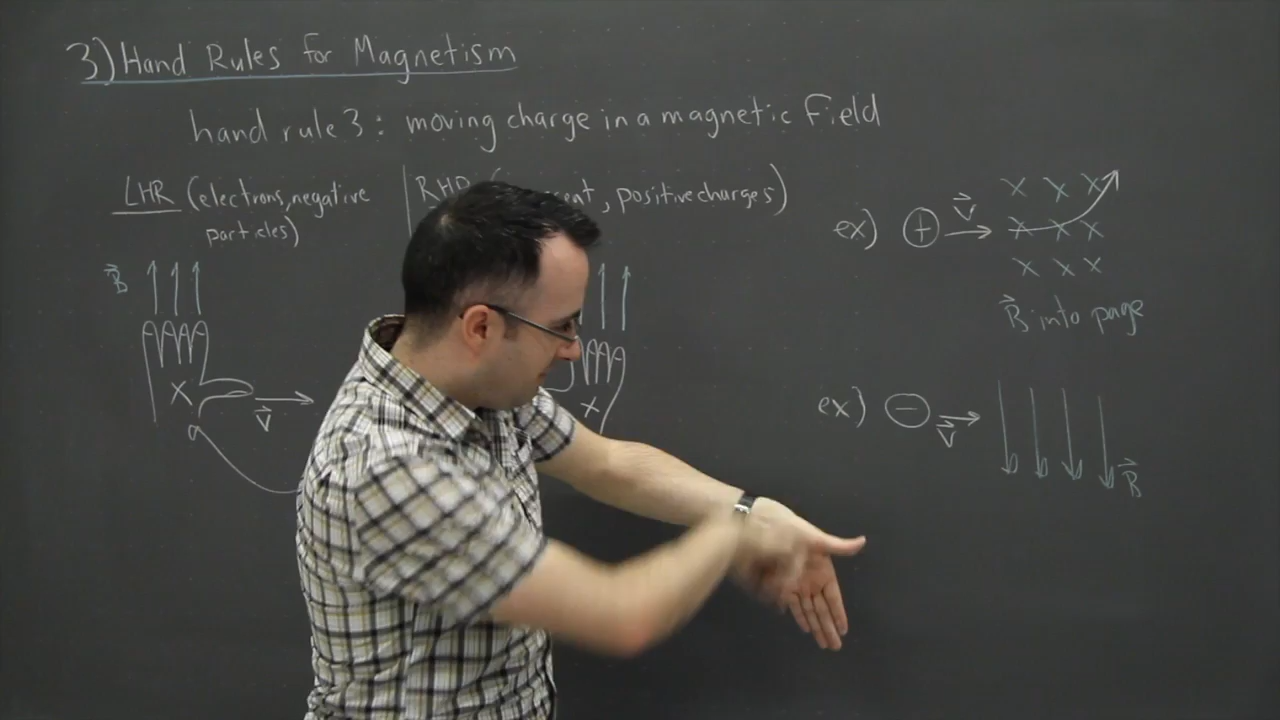 3) Hand Rules for Magnetism
hand rule 3: moving charge in a magnetic field
LHR (electrons, negative
particles)
positive charges)
B
X
v
X
ex) + v
X X X
X X X
X X X
B into page
ex) - v
B